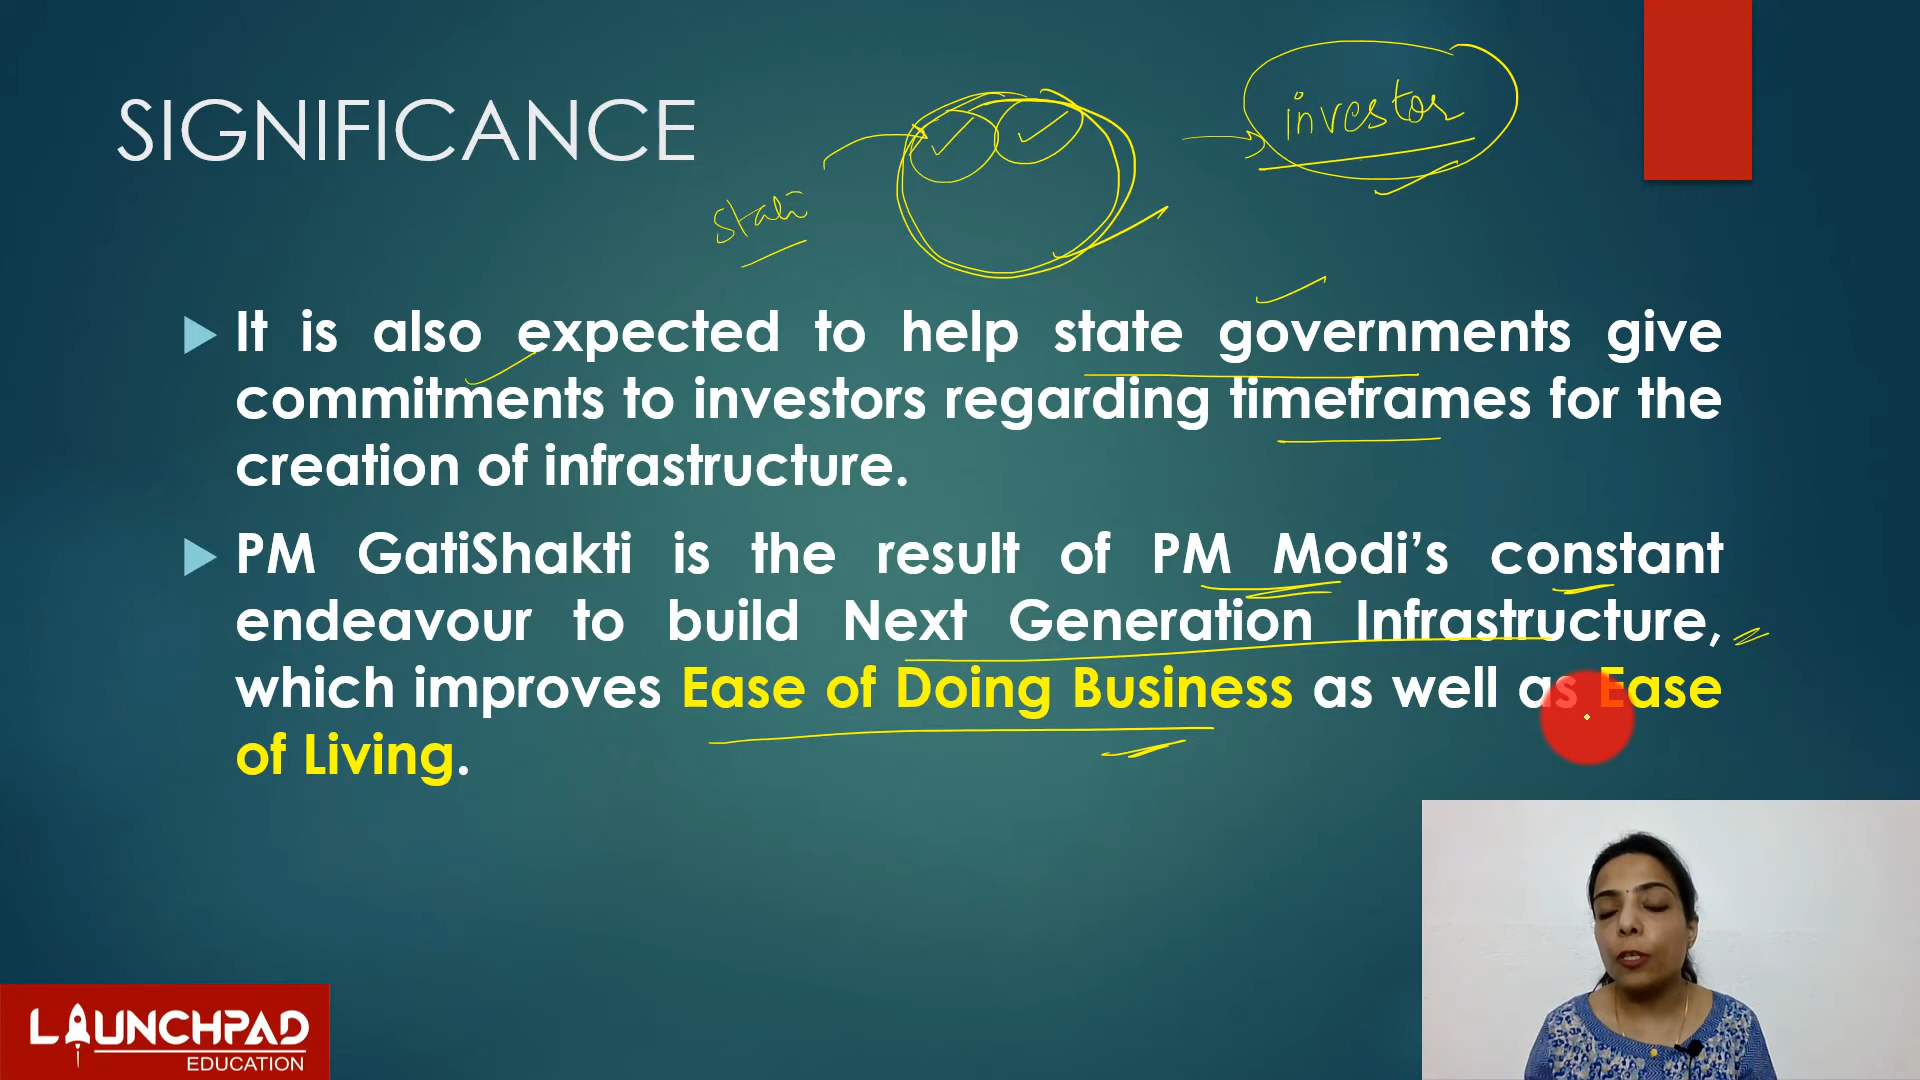 SIGNIFICANCE
investor
It is also expected to help state governments give
commitments to investors regarding timeframes for the
creation of infrastructure.
PM GatiShakti is the result of PM Modi’s constant
endeavour to build Next Generation Infrastructure,
which improves Ease of Doing Business as well as Ease
of Living.
LAUNCHPAD
EDUCATION